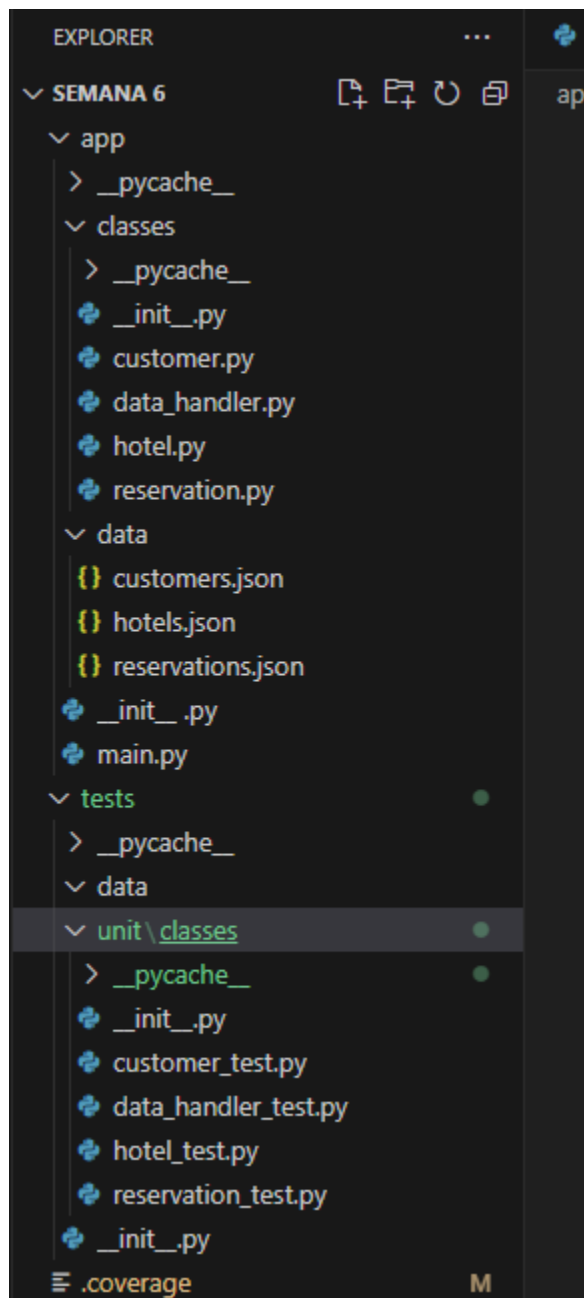 EXPLORER
SEMANA 6
ap
app
__pycache__
classes
__pycache__
__init__.py
customer.py
data_handler.py
hotel.py
reservation.py
data
{} customers.json
{} hotels.json
{} reservations.json
__init__ .py
main.py
tests
__pycache__
data
unit\classes
__pycache__
__init__.py
customer_test.py
data_handler_test.py
hotel_test.py
reservation_test.py
__init__.py
.coverage M